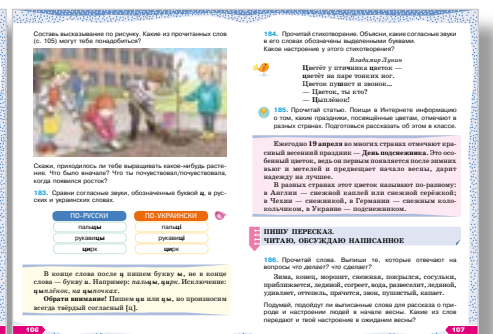 Составь высказывание по рисунку. Какие из прочитанных слов
(с. 105) могут тебе понадобиться?
Скажи, приходилось ли тебе выращивать какое-нибудь расте-
ние. Что было вначале? Что ты почувствовал/почувствовала,
когда появился росток?
183. Сравни согласные звуки, обозначенные буквой ц, в рус-
ских и украинских словах.
ПО-РУССКИ
ПО-УКРАИНСКИ
пальцы
пальці
рукавицы
рукавиці
цирк
цирк
В конце слова после ц пишем букву ы, не в конце
слова — букву и. Например: пальцы, цирк. Исключение:
цыплёнок, на цыпочках.
Обрати внимание! Пишем ци или цы, но произносим
всегда твёрдый согласный [ц].
106
184. Прочитай стихотворение. Объясни, какие согласные звуки
в его словах обозначены выделенными буквами.
Какое настроение у этого стихотворения?
Владимир Лунин
Цветёт у птичника цветок —
цветёт на паре тонких ног.
Цветок пушист и звонок...
— Цветок, ты кто?
— Цыплёнок!
185. Прочитай статью. Поищи в Интернете информацию
о том, какие праздники, посвящённые цветам, отмечают в
разных странах. Подготовься рассказать об этом в классе.
Ежегодно 19 апреля во многих странах отмечают кра-
сивый весенний праздник — День подснежника. Это осо-
бенный цветок, ведь он первым появляется после зимних
вьюг и метелей и предвещает начало весны, дарит
надежду на лучшее.
В разных странах этот цветок называют по-разному:
в Англии — снежной каплей или снежной серёжкой;
в Чехии — снежинкой, в Германии — снежным коло-
кольчиком, в Украине — подснежником.
ПИШУ ПЕРЕСКАЗ.
ЧИТАЮ, ОБСУЖДАЮ НАПИСАННОЕ
186. Прочитай слова. Выпиши те, которые отвечают на
вопросы что делает? что сделает?
Зима, конец, морозит, снежная, покрылся, сосульки,
приближается, ледяной, согреет, вода, развеселит, ледяной,
удивляет, оттепель, прячется, звон, пушистый, капает.
Подумай, подойдут ли выписанные слова для рассказа о при-
роде и настроении людей в начале весны. Какие из слов
передают и твоё настроение в ожидании весны?
107